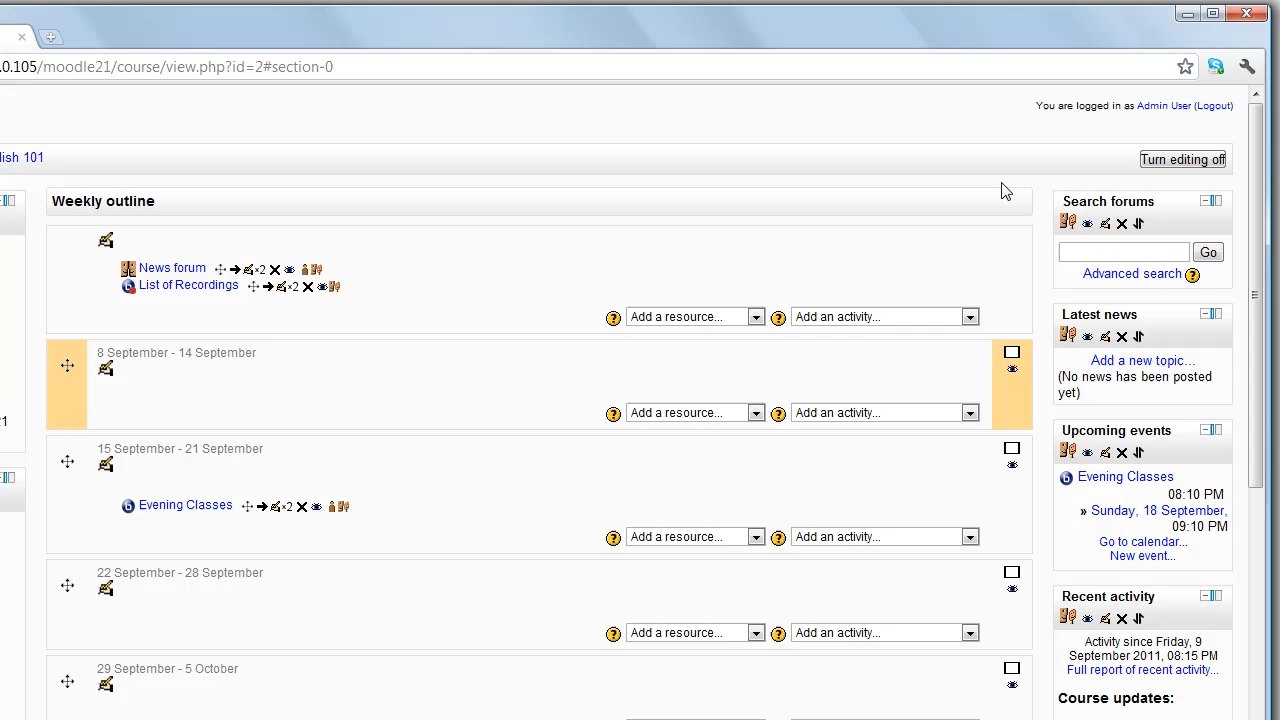 .0.105/moodle21/course/view.php?id=2#section-0
You are logged in as Admin User (Logout)
lish 101
Turn editing off
Weekly outline
News forum ×2
List of Recordings ×2
Add a resource... Add an activity...
8 September - 14 September
Add a resource... Add an activity...
15 September - 21 September
Evening Classes ×2
Add a resource... Add an activity...
22 September - 28 September
Add a resource... Add an activity...
29 September - 5 October
21
Search forums
Go
Advanced search
Latest news
Add a new topic...
(No news has been posted
yet)
Upcoming events
Evening Classes
08:10 PM
» Sunday, 18 September,
09:10 PM
Go to calendar...
New event...
Recent activity
Activity since Friday, 9
September 2011, 08:15 PM
Full report of recent activity...
Course updates: